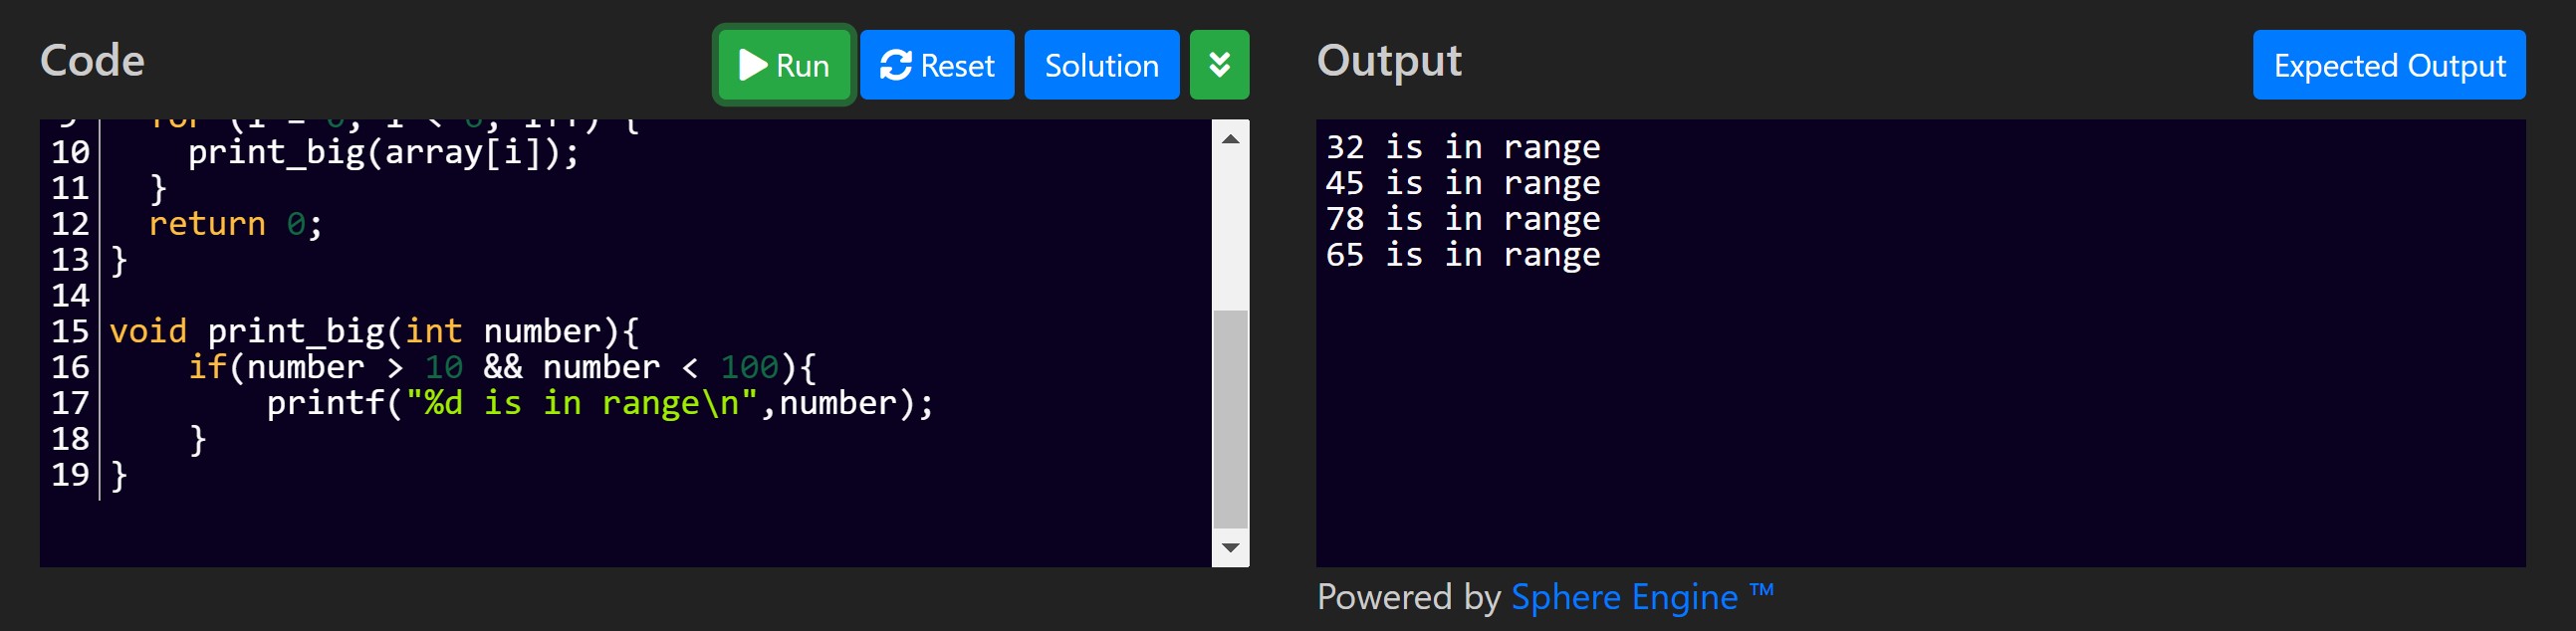 Code
Run
Reset
Solution
10 print_big(array[i]);
11 }
12 return 0;
13 }
14
15 void print_big(int number){
16 if(number > 10 && number < 100){
17 printf("%d is in range\n",number);
18 }
19 }
Output
Expected Output
32 is in range
45 is in range
78 is in range
65 is in range
Powered by Sphere Engine ™